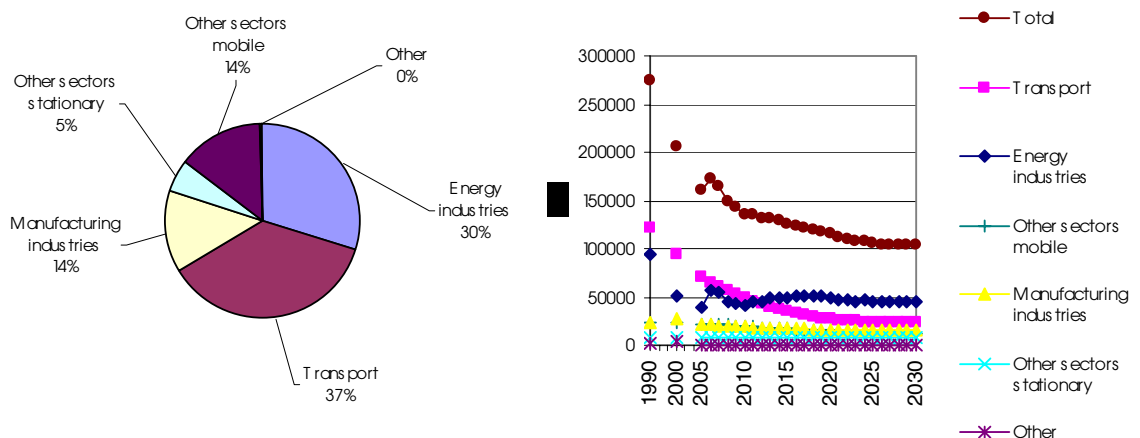 Other sectors
mobile
14%
Other
0%
Other sectors
stationary
5%
Energy
industries
30%
Manufacturing
industries
14%
Transport
37%
300000
250000
200000
150000
100000
50000
0
1990
2000
2005
2010
2015
2020
2025
2030
Total
Transport
Energy
industries
Other sectors
mobile
Manufacturing
industries
Other sectors
stationary
Other